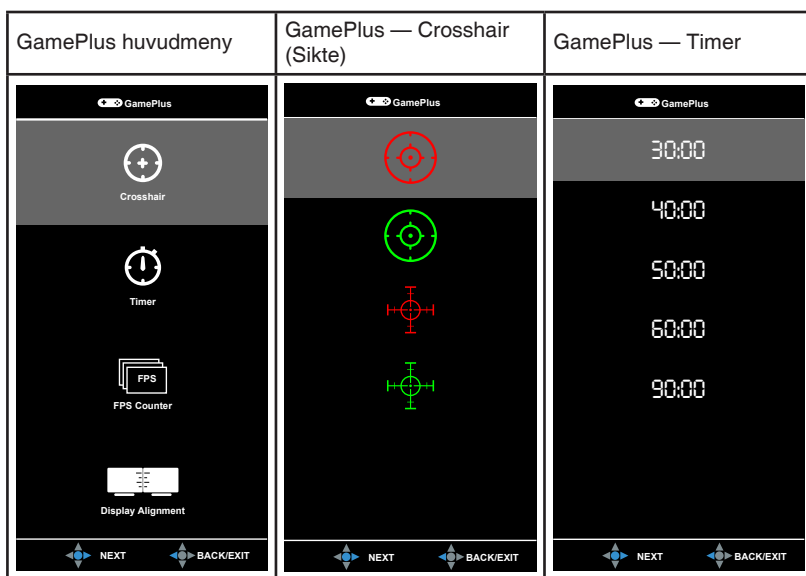 GamePlus huvudmeny
GamePlus — Crosshair
(Sikte)
GamePlus — Timer
GamePlus
Crosshair
Timer
FPS
FPS Counter
Display Alignment
NEXT BACK/EXIT
GamePlus
NEXT BACK/EXIT
GamePlus
30:00
40:00
50:00
60:00
90:00
NEXT BACK/EXIT